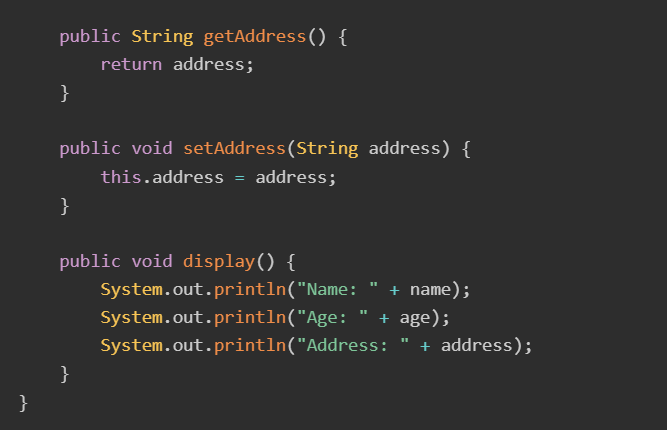 public String getAddress() {
        return address;
    }

    public void setAddress(String address) {
        this.address = address;
    }

    public void display() {
        System.out.println("Name: " + name);
        System.out.println("Age: " + age);
        System.out.println("Address: " + address);
    }
}